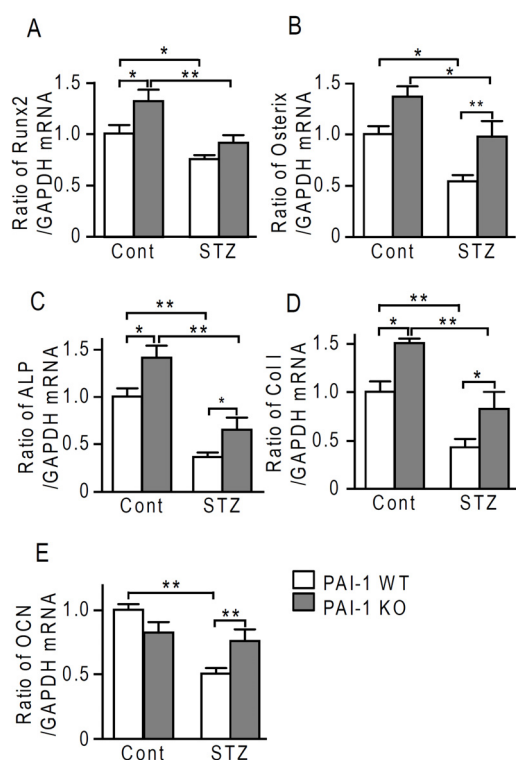 A
Ratio of Runx2
/GAPDH mRNA
1.5
1.0
0.5
0
*
*
**
Cont
STZ
B
Ratio of Osterix
/GAPDH mRNA
1.5
1.0
0.5
0
*
*
**
Cont
STZ
C
Ratio of ALP
/GAPDH mRNA
1.5
1.0
0.5
0
**
*
**
*
Cont
STZ
D
Ratio of Col I
/GAPDH mRNA
1.5
1.0
0.5
0
**
*
**
*
Cont
STZ
E
Ratio of OCN
/GAPDH mRNA
1.0
0.5
0
**
**
Cont
STZ
PAI-1 WT
PAI-1 KO